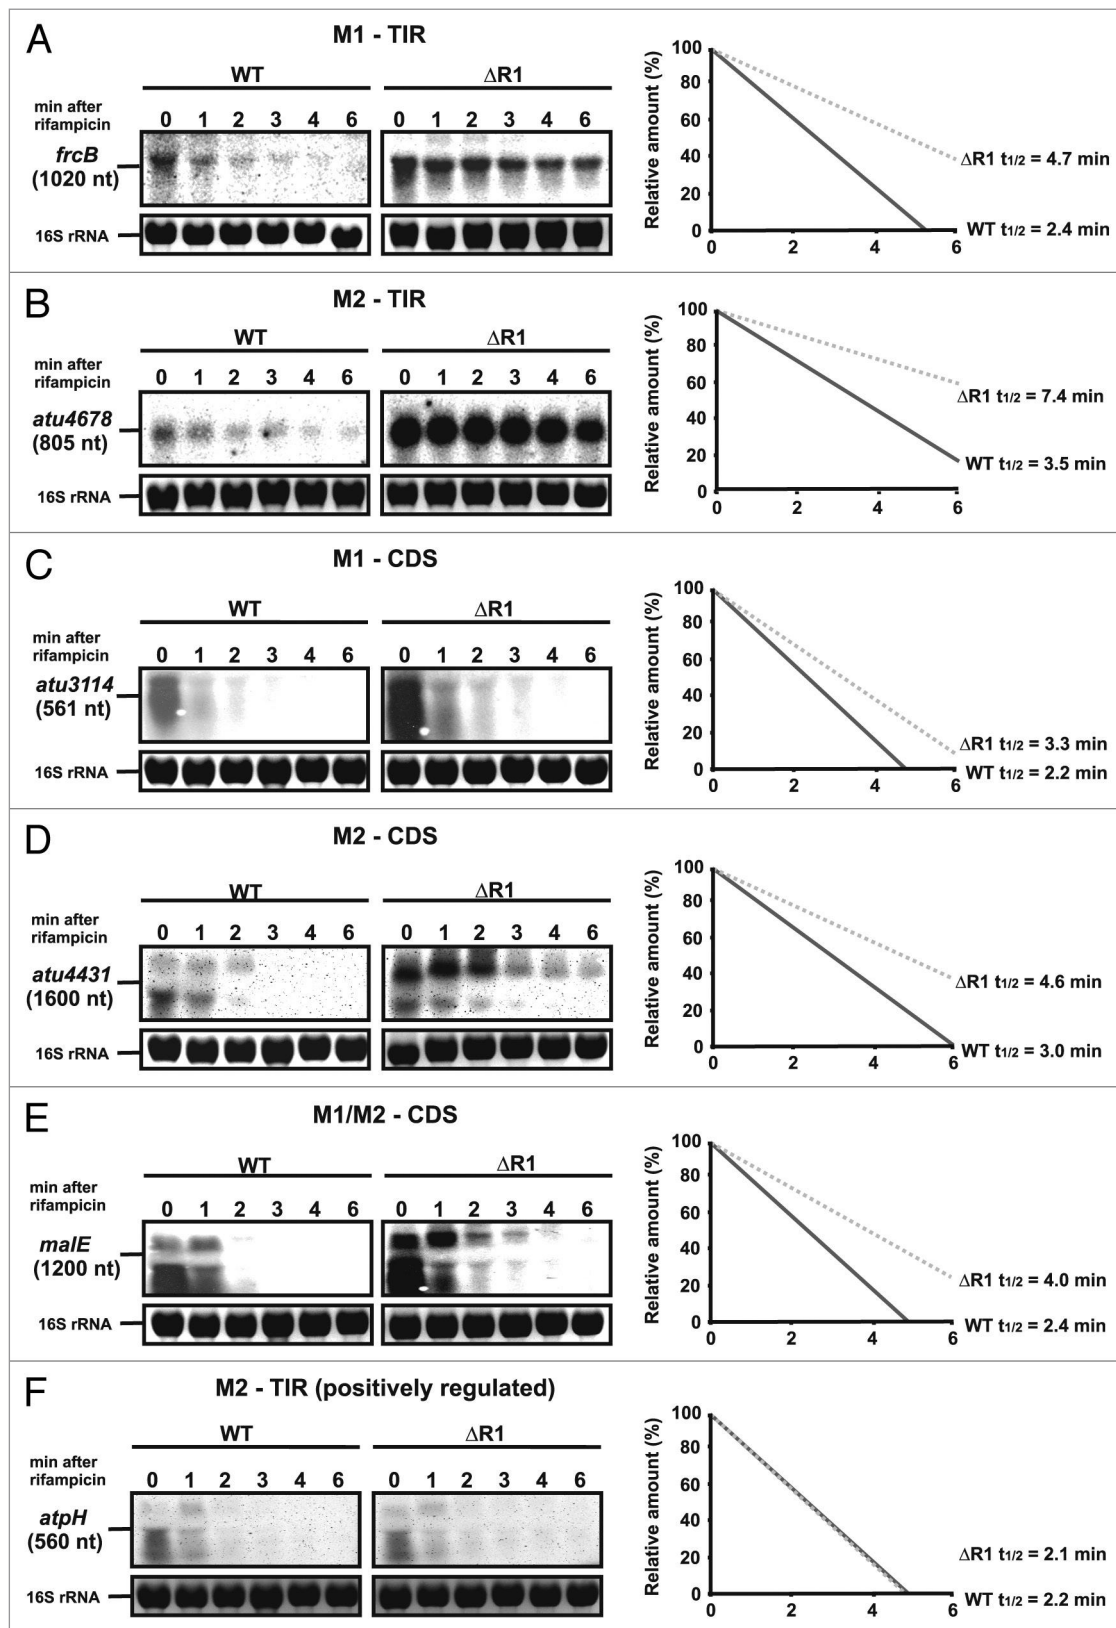 A
M1 - TIR
WT ΔR1
min after
rifampicin
0 1 2 3 4 6 0 1 2 3 4 6
frcB
(1020 nt)
16S rRNA
Relative amount (%)
100
80
60
40
20
0
0 2 4 6
ΔR1 t1/2 = 4.7 min
WT t1/2 = 2.4 min
B
M2 - TIR
WT ΔR1
min after
rifampicin
0 1 2 3 4 6 0 1 2 3 4 6
atu4678
(805 nt)
16S rRNA
Relative amount (%)
100
80
60
40
20
0
0 2 4 6
ΔR1 t1/2 = 7.4 min
WT t1/2 = 3.5 min
C
M1 - CDS
WT ΔR1
min after
rifampicin
0 1 2 3 4 6 0 1 2 3 4 6
atu3114
(561 nt)
16S rRNA
Relative amount (%)
100
80
60
40
20
0
0 2 4 6
ΔR1 t1/2 = 3.3 min
WT t1/2 = 2.2 min
D
M2 - CDS
WT ΔR1
min after
rifampicin
0 1 2 3 4 6 0 1 2 3 4 6
atu4431
(1600 nt)
16S rRNA
Relative amount (%)
100
80
60
40
20
0
0 2 4 6
ΔR1 t1/2 = 4.6 min
WT t1/2 = 3.0 min
E
M1/M2 - CDS
WT ΔR1
min after
rifampicin
0 1 2 3 4 6 0 1 2 3 4 6
malE
(1200 nt)
16S rRNA
Relative amount (%)
100
80
60
40
20
0
0 2 4 6
ΔR1 t1/2 = 4.0 min
WT t1/2 = 2.4 min
F
M2 - TIR (positively regulated)
WT ΔR1
min after
rifampicin
0 1 2 3 4 6 0 1 2 3 4 6
atpH
(560 nt)
16S rRNA
Relative amount (%)
100
80
60
40
20
0
0 2 4 6
ΔR1 t1/2 = 2.1 min
WT t1/2 = 2.2 min